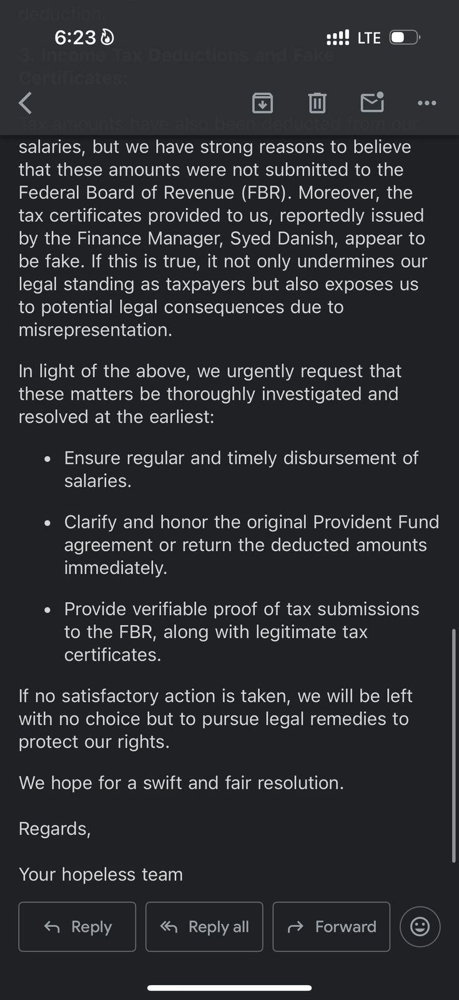 deduction.
6:23
LTE
3. Income Tax Deductions and Fake
Certificates:
Tax amounts have also been deducted from our
salaries, but we have strong reasons to believe
that these amounts were not submitted to the
Federal Board of Revenue (FBR). Moreover, the
tax certificates provided to us, reportedly issued
by the Finance Manager, Syed Danish, appear to
be fake. If this is true, it not only undermines our
legal standing as taxpayers but also exposes us
to potential legal consequences due to
misrepresentation.
In light of the above, we urgently request that
these matters be thoroughly investigated and
resolved at the earliest:
• Ensure regular and timely disbursement of
salaries.
• Clarify and honor the original Provident Fund
agreement or return the deducted amounts
immediately.
• Provide verifiable proof of tax submissions
to the FBR, along with legitimate tax
certificates.
If no satisfactory action is taken, we will be left
with no choice but to pursue legal remedies to
protect our rights.
We hope for a swift and fair resolution.
Regards,
Your hopeless team
Reply
Reply all
Forward